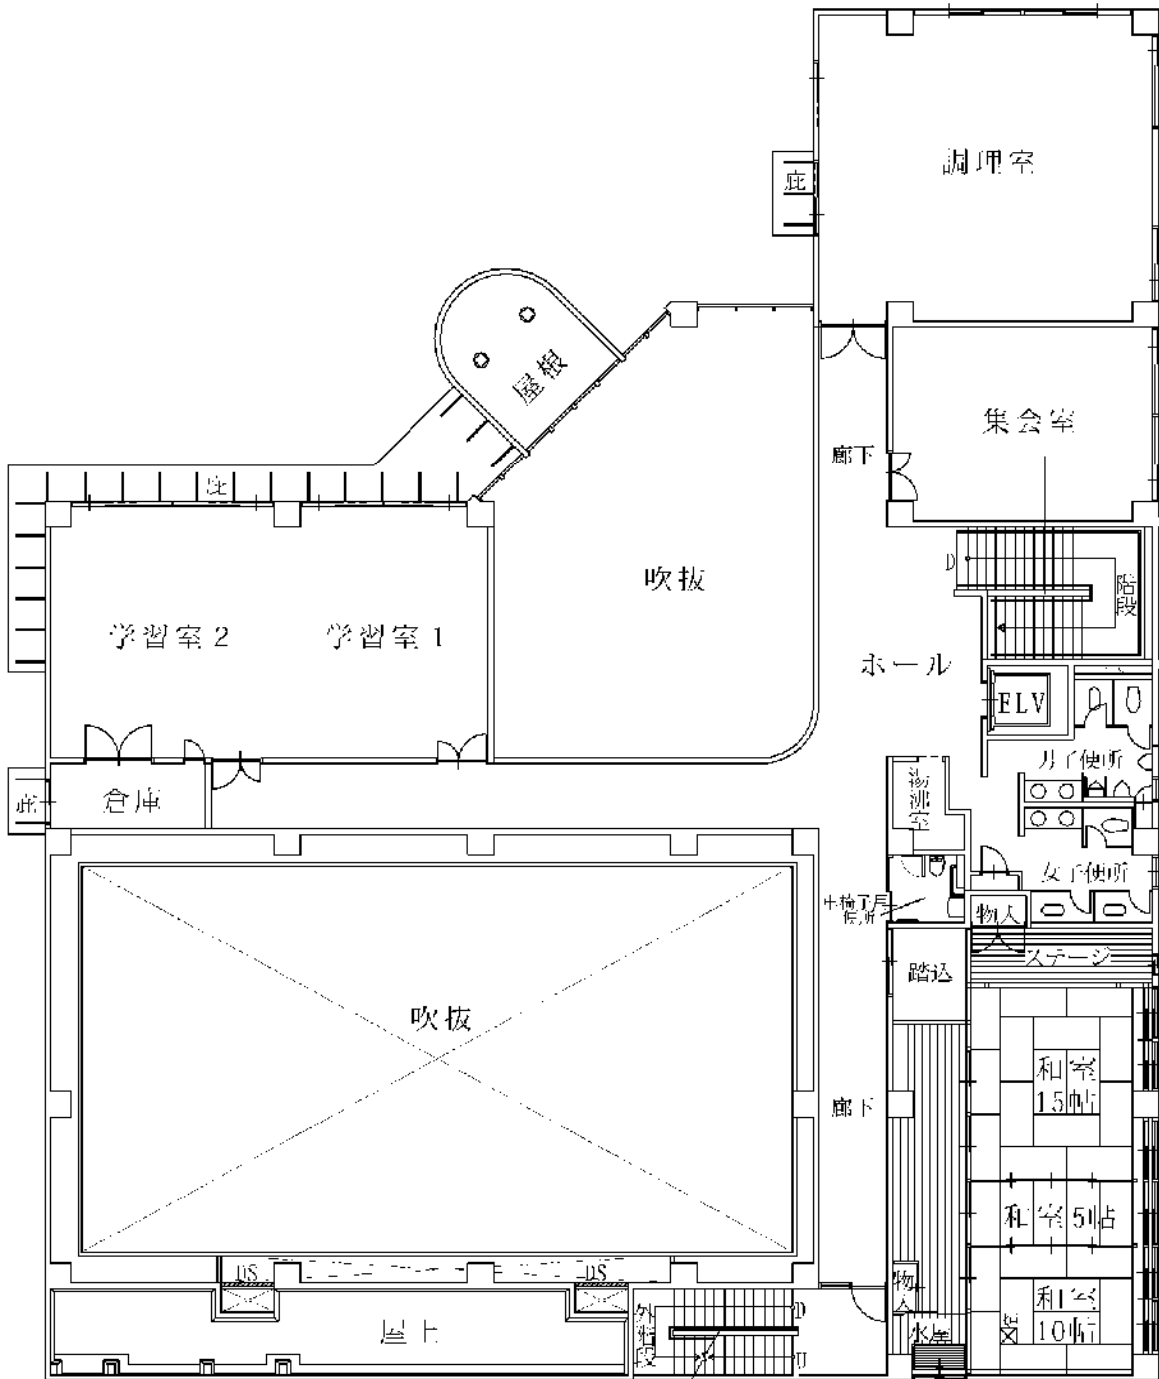 調理室
庇
屋根
集会室
廊下
庇
吹抜
D
階段
学習室2
学習室1
ホール
ELV
男子便所
庇
倉庫
湯沸室
女子便所
車椅子用
便所
物入
ステージ
踏込
吹抜
和室
15帖
廊下
和室5帖
DS
DS
物入
和室
10帖
屋上
D
水屋
U